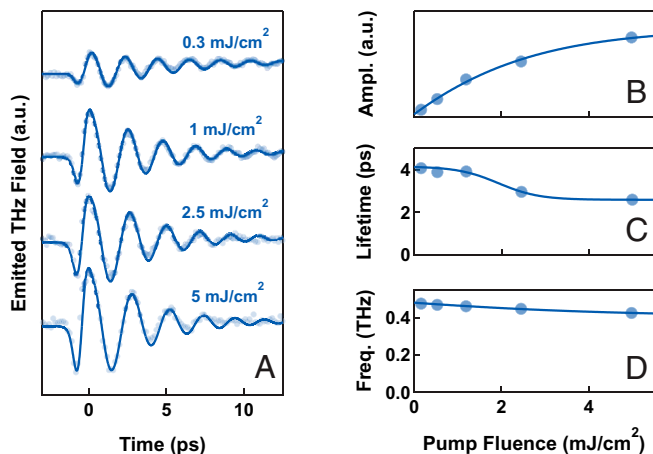 Emitted THz Field (a.u.)
0.3 mJ/cm²
1 mJ/cm²
2.5 mJ/cm²
5 mJ/cm²
A
0
5
10
Time (ps)
Ampl. (a.u.)
B
Lifetime (ps)
4
2
0
C
Freq. (THz)
0.4
0.2
0.0
D
0
2
4
Pump Fluence (mJ/cm²)